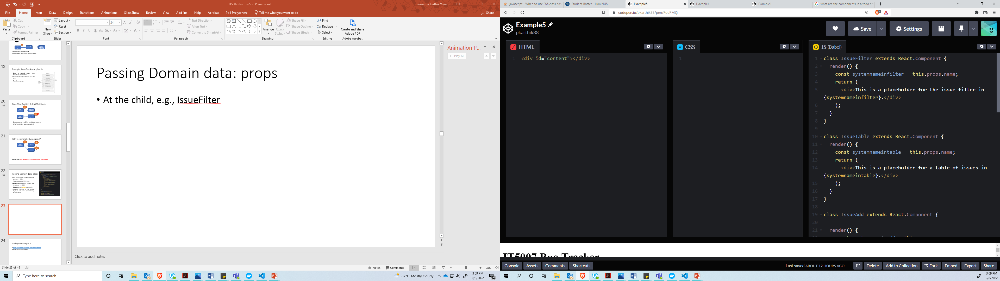 IT5007-Lecture5 - PowerPoint
Prasanna Karthik Vairam
File Home Insert Draw Design Transitions Animations Slide Show Review View Add-ins Help Acrobat Poll Everywhere Tell me what you want to do
Share
Paste
Cut
Copy
Format Painter
Clipboard
New
Slide
Layout
Reset
Section
Slides
24
Font
Paragraph
Text Direction
Align Text
Convert to SmartArt
Arrange
Quick
Styles
Shape Fill
Shape Outline
Shape Effects
Drawing
Find
Replace
Select
Editing
Create and Share
Adobe PDF
Adobe Acrobat
19
Example: IssueTracker Application
20
Data Modification Rules (Mutation)
21
Why is immutability required?
22
Passing Domain data: props
23
24
Codepen Example 5
Passing Domain data: props
• At the child, e.g., IssueFilter
Animation P...
Play All
Click to add notes
Slide 23 of 48
Notes
Comments
108%
Type here to search
87°F Mostly cloudy
3:09 PM
9/8/2022
javascript - When to use ES6 class bas
Student Roster - LumiNUS
Example5
Example4
Example1
what are the components in a todo a
codepen.io/pkarthik88/pen/PoePMZj
Example5
pkarthik88
Save
Settings
HTML
1 <div id="content"></div>
CSS
1
JS (Babel)
1 class IssueFilter extends React.Component {
2 render() {
3 const systemnameinfilter = this.props.name;
4 return (
5 <div>This is a placeholder for the issue filter in
{systemnameinfilter}.</div>
6 );
7 }
8 }
9
10 class IssueTable extends React.Component {
11 render() {
12 const systemnameintable = this.props.name;
13 return (
14 <div>This is a placeholder for a table of issues in
{systemnameintable}.</div>
15 );
16 }
17 }
18
19 class IssueAdd extends React.Component {
20
21 render() {
IT5007 Bug Tracker
Console
Assets
Comments
Shortcuts
Last saved ABOUT 12 HOURS AGO
Delete
Add to Collection
Fork
Embed
Export
Share
3:09 PM
9/8/2022